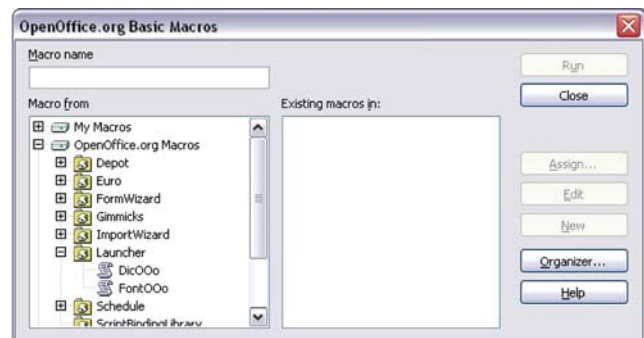 OpenOffice.org Basic Macros
Macro name
Run
Close
Macro from
Existing macros in:
My Macros
OpenOffice.org Macros
Depot
Euro
FormWizard
Gimmicks
ImportWizard
Launcher
DicOOo
FontOOo
Schedule
ScriptBindingLibrary
Assign...
Edit
New
Organizer...
Help